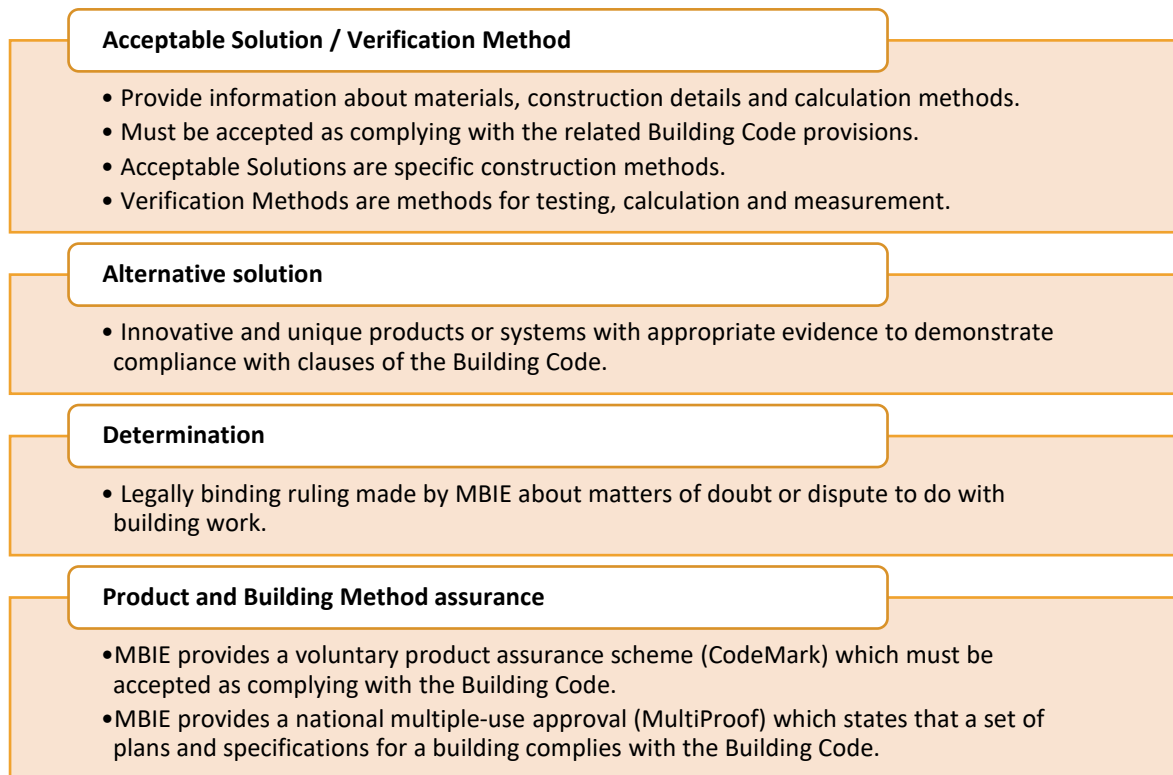 Acceptable Solution / Verification Method
• Provide information about materials, construction details and calculation methods.
• Must be accepted as complying with the related Building Code provisions.
• Acceptable Solutions are specific construction methods.
• Verification Methods are methods for testing, calculation and measurement.
Alternative solution
• Innovative and unique products or systems with appropriate evidence to demonstrate
compliance with clauses of the Building Code.
Determination
• Legally binding ruling made by MBIE about matters of doubt or dispute to do with
building work.
Product and Building Method assurance
•MBIE provides a voluntary product assurance scheme (CodeMark) which must be
accepted as complying with the Building Code.
•MBIE provides a national multiple-use approval (MultiProof) which states that a set of
plans and specifications for a building complies with the Building Code.